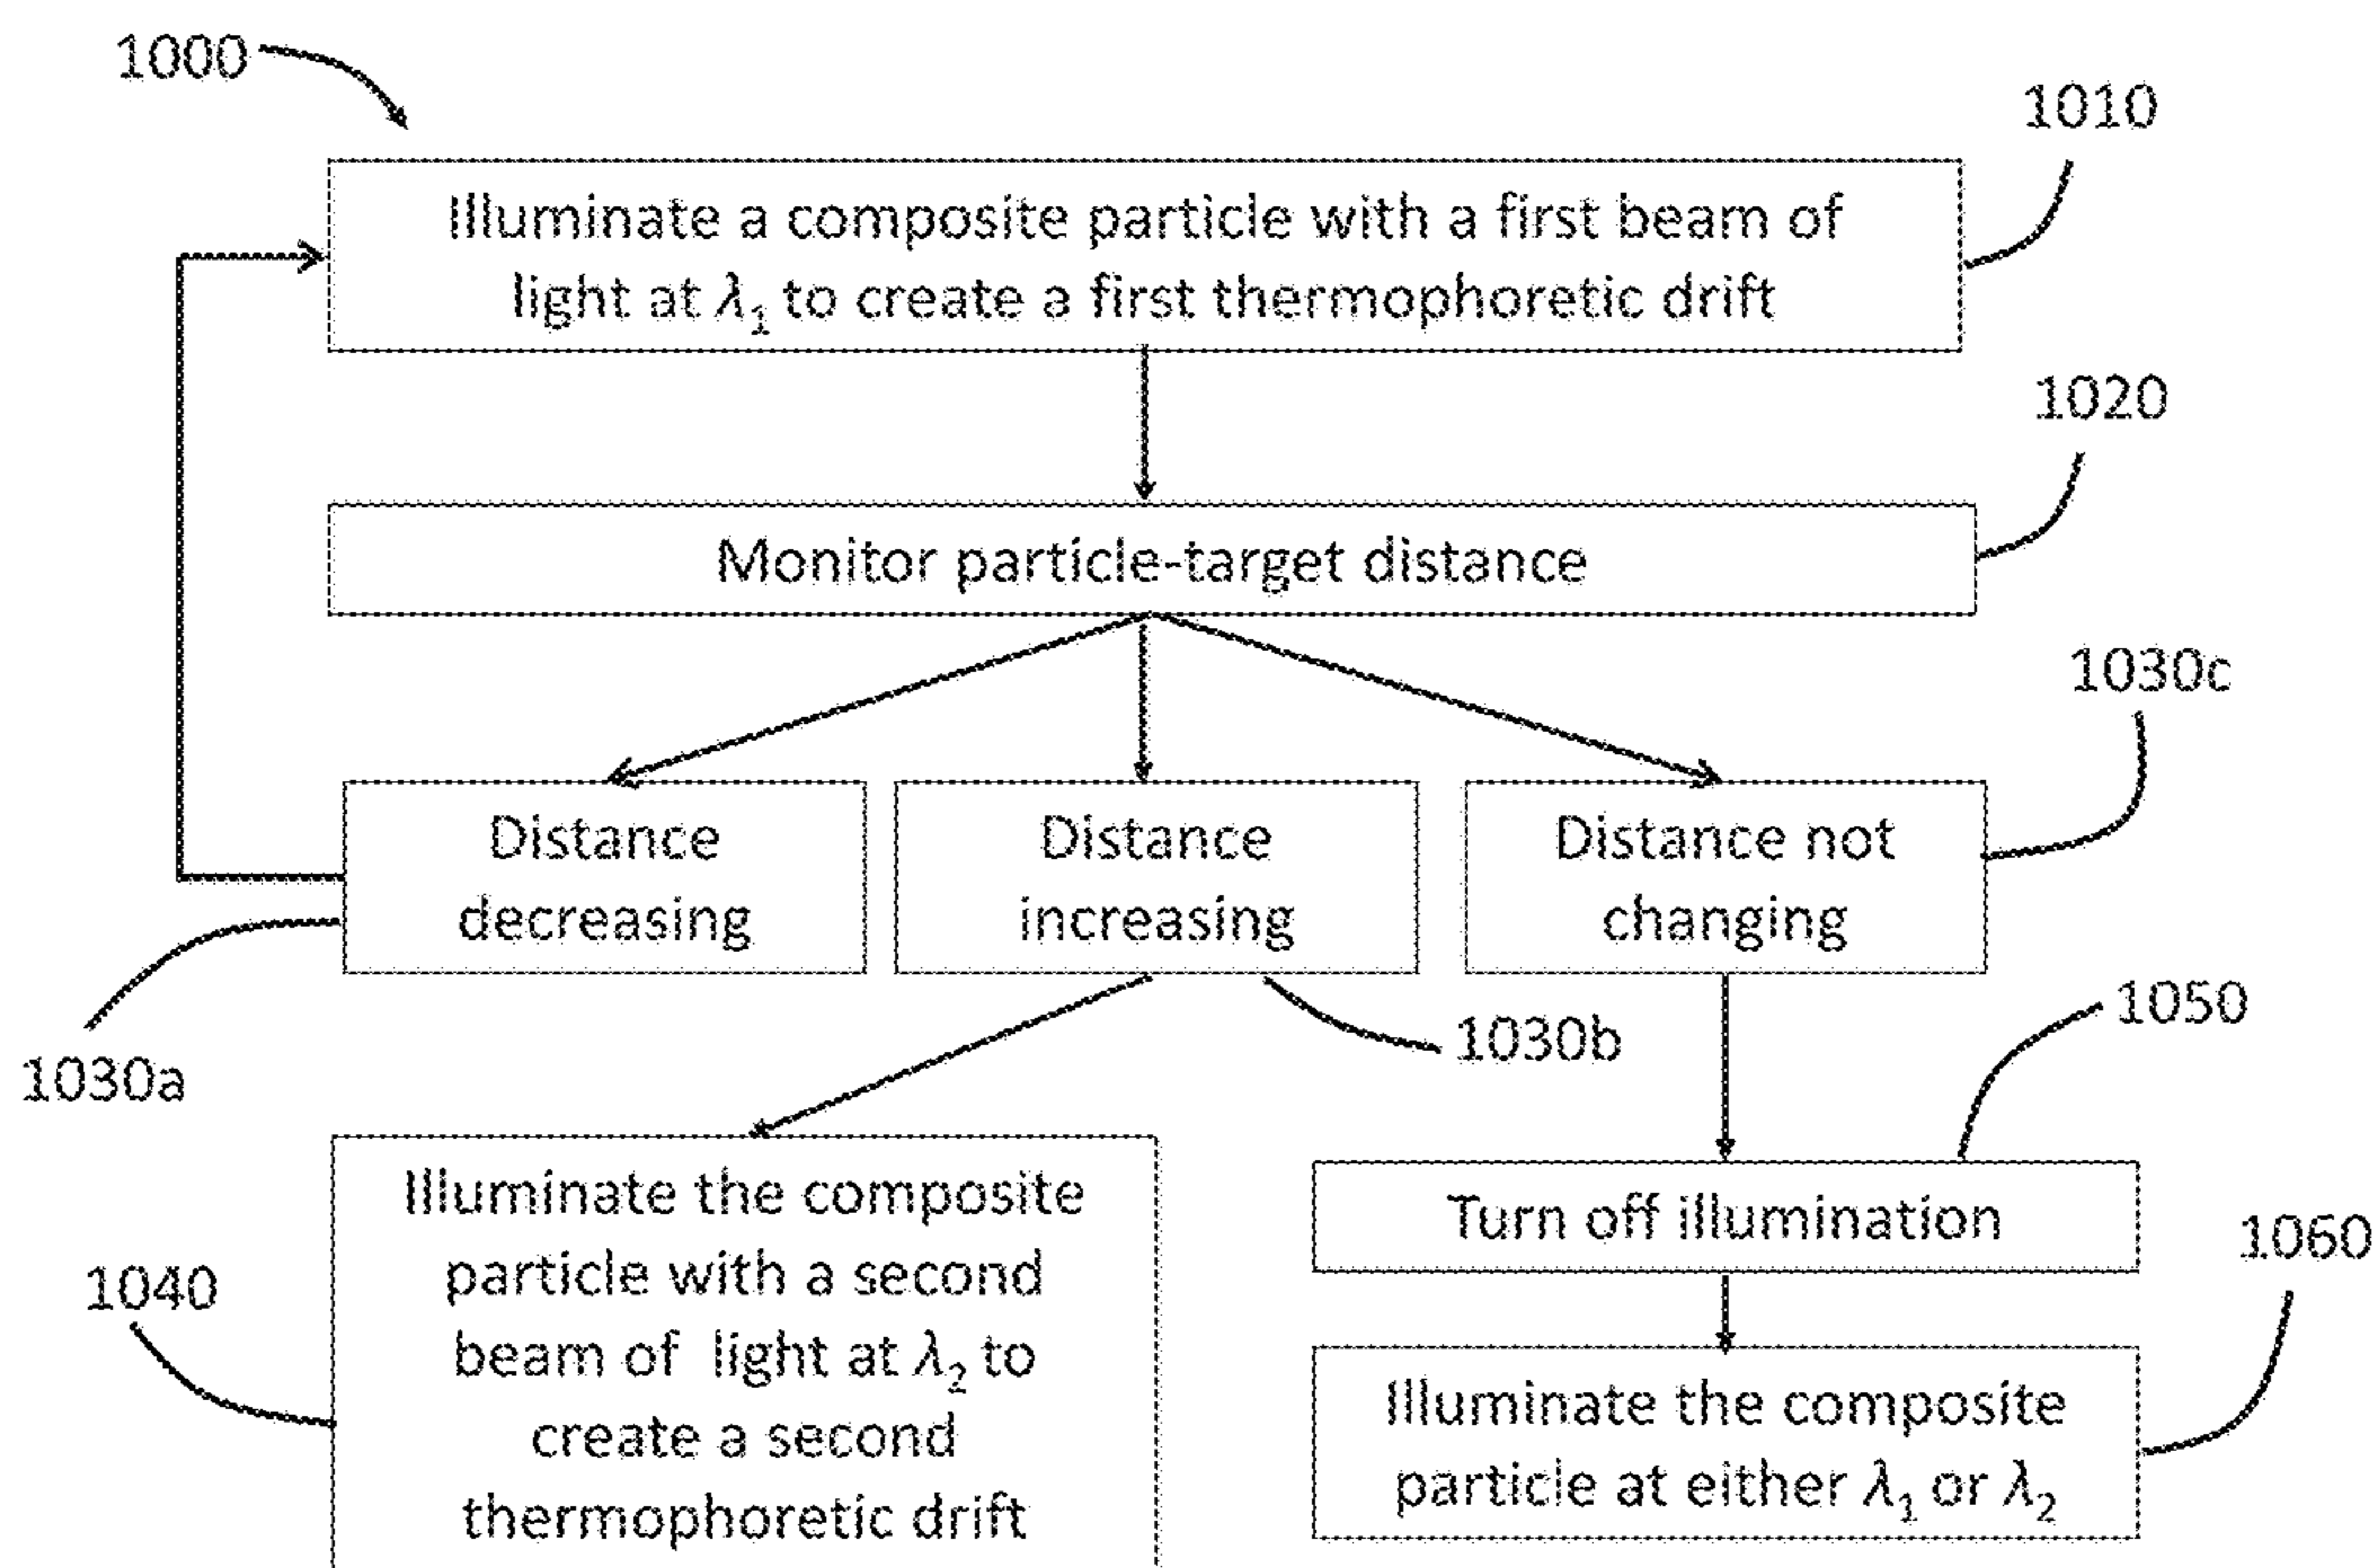 1000
1010
Illuminate a composite particle with a first beam of
light at λ₁ to create a first thermophoretic drift
1020
Monitor particle-target distance
1030c
Distance
decreasing
Distance
increasing
Distance not
changing
1030a
1030b
1050
1040
Illuminate the composite
particle with a second
beam of light at λ₂ to
create a second
thermophoretic drift
Turn off illumination
1060
Illuminate the composite
particle at either λ₁ or λ₂